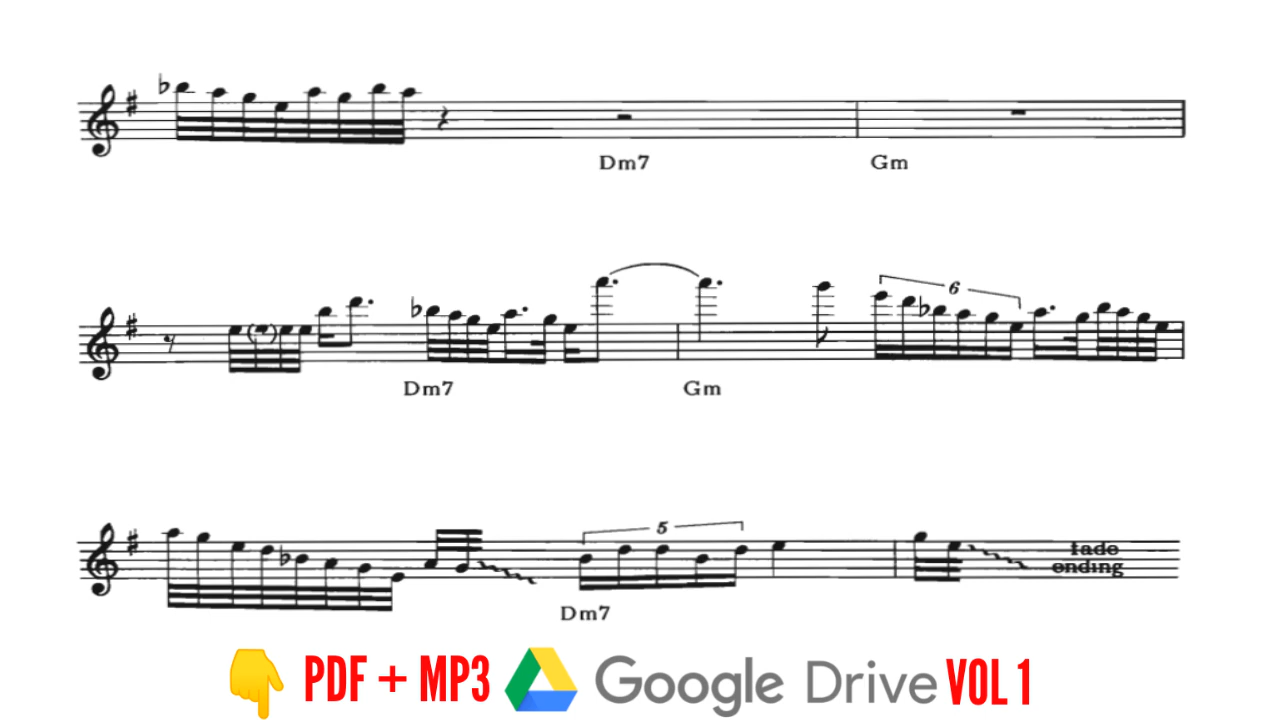 Dm7 Gm
6
Dm7 Gm
5
fade
ending
Dm7
PDF + MP3 Google Drive VOL 1